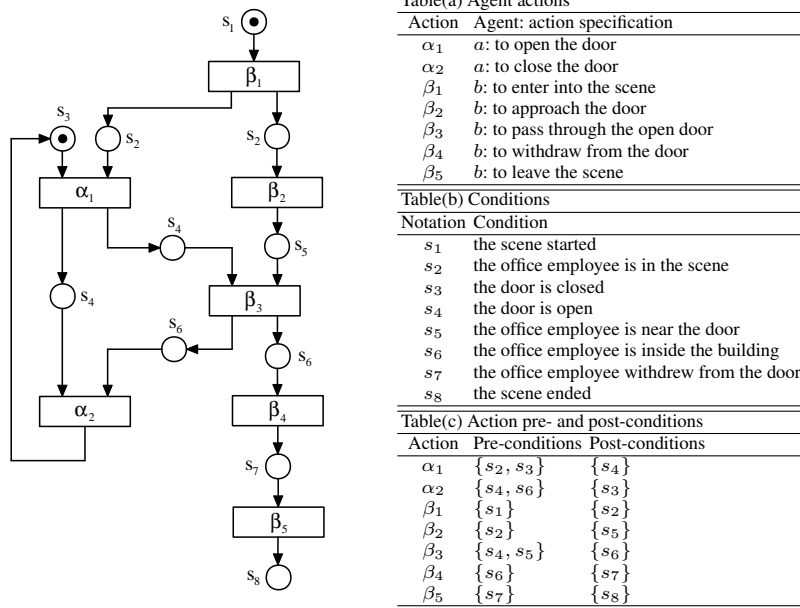 s₁
β₁
s₃
s₂
s₂
α₁
β₂
s₄
s₅
s₄
β₃
s₆
s₆
α₂
β₄
s₇
β₅
s₈
Table(a) Agent actions
Action Agent: action specification
α₁ a: to open the door
α₂ a: to close the door
β₁ b: to enter into the scene
β₂ b: to approach the door
β₃ b: to pass through the open door
β₄ b: to withdraw from the door
β₅ b: to leave the scene
Table(b) Conditions
Notation Condition
s₁ the scene started
s₂ the office employee is in the scene
s₃ the door is closed
s₄ the door is open
s₅ the office employee is near the door
s₆ the office employee is inside the building
s₇ the office employee withdrew from the door
s₈ the scene ended
Table(c) Action pre- and post-conditions
Action Pre-conditions Post-conditions
α₁ {s₂, s₃} {s₄}
α₂ {s₄, s₆} {s₃}
β₁ {s₁} {s₂}
β₂ {s₂} {s₅}
β₃ {s₄, s₅} {s₆}
β₄ {s₆} {s₇}
β₅ {s₇} {s₈}